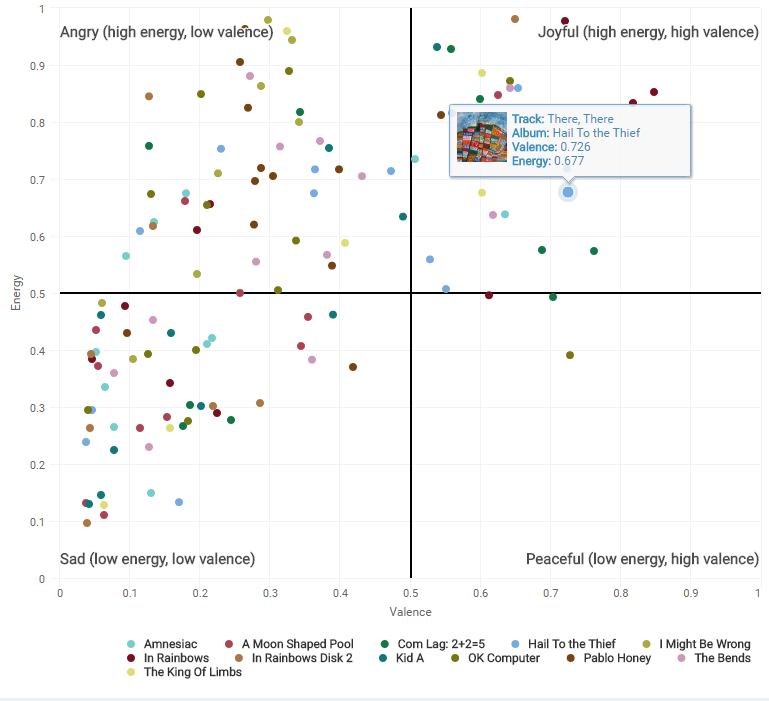 1
Angry (high energy, low valence)
Joyful (high energy, high valence)
0.9
0.8
Track: There, There
Album: Hail To the Thief
Valence: 0.726
Energy: 0.677
0.7
0.6
Energy
0.5
0.4
0.3
0.2
0.1
Sad (low energy, low valence)
Peaceful (low energy, high valence)
0
0 0.1 0.2 0.3 0.4 0.5 0.6 0.7 0.8 0.9 1
Valence
Amnesiac A Moon Shaped Pool Com Lag: 2+2=5 Hail To the Thief I Might Be Wrong
In Rainbows In Rainbows Disk 2 Kid A OK Computer Pablo Honey The Bends
The King Of Limbs